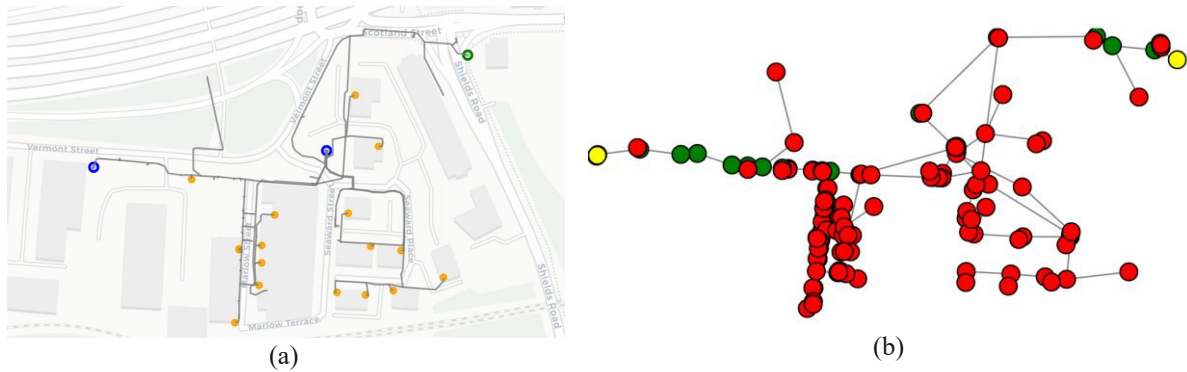 Scotland Street
Vermont Street
Shields Road
Vermont Street
Marlow Street
Seaward Street
Seaward Place
Shields Road
Marlow Terrace
(a)
(b)